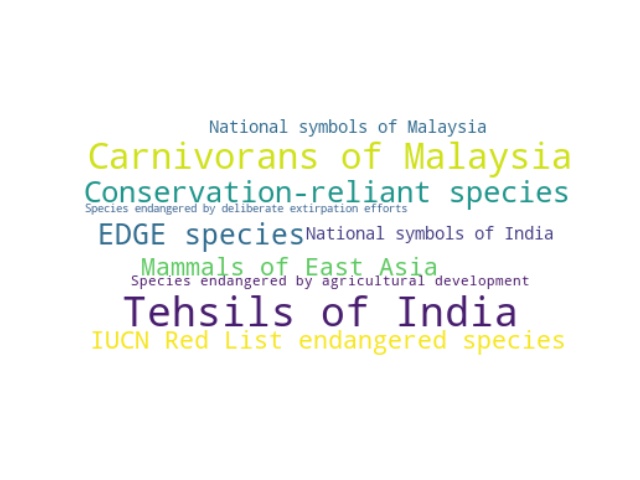 National symbols of Malaysia
Carnivorans of Malaysia
Conservation-reliant species
Species endangered by deliberate extirpation efforts
EDGE species
National symbols of India
Mammals of East Asia
Species endangered by agricultural development
Tehsils of India
IUCN Red List endangered species